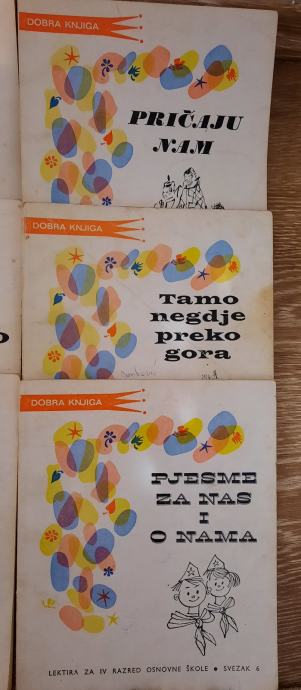 DOBRA KNJIGA
PRIČAJU
NAM
DOBRA KNJIGA
Tamo
negdje
preko
gora
DOBRA KNJIGA
PJESME
ZA NAS
I
O NAMA
LEKTIRA ZA IV RAZRED OSNOVNE ŠKOLE • SVEZAK 6